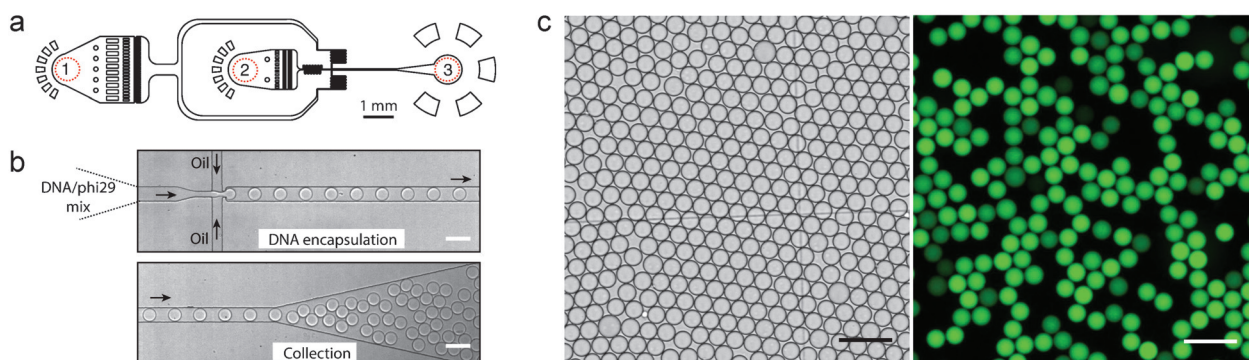 a
1
2
3
1 mm
b
Oil
DNA/phi29
mix
Oil
DNA encapsulation
Collection
c